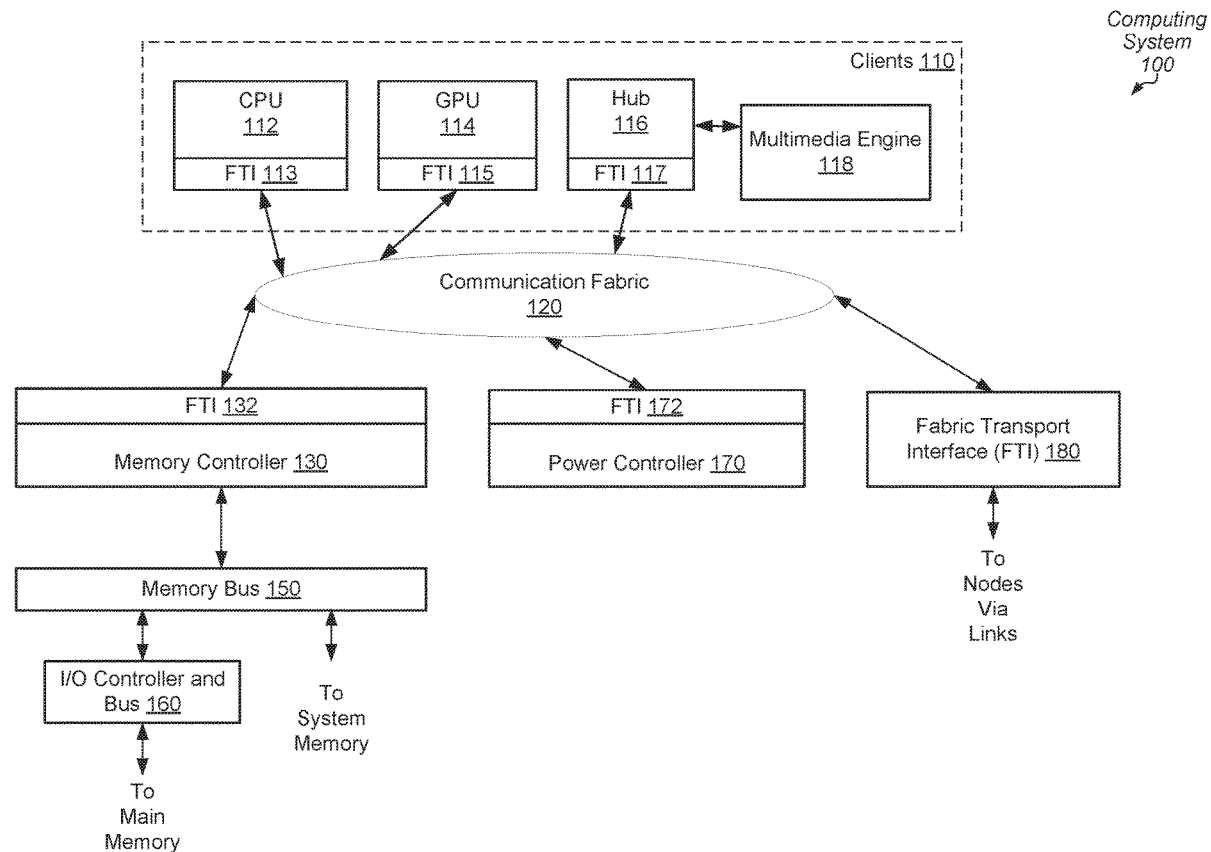 Computing
System
100
Clients 110
CPU
112
FTI 113
GPU
114
FTI 115
Hub
116
FTI 117
Multimedia Engine
118
Communication Fabric
120
FTI 132
Memory Controller 130
FTI 172
Power Controller 170
Fabric Transport
Interface (FTI) 180
To
Nodes
Via
Links
Memory Bus 150
I/O Controller and
Bus 160
To
System
Memory
To
Main
Memory